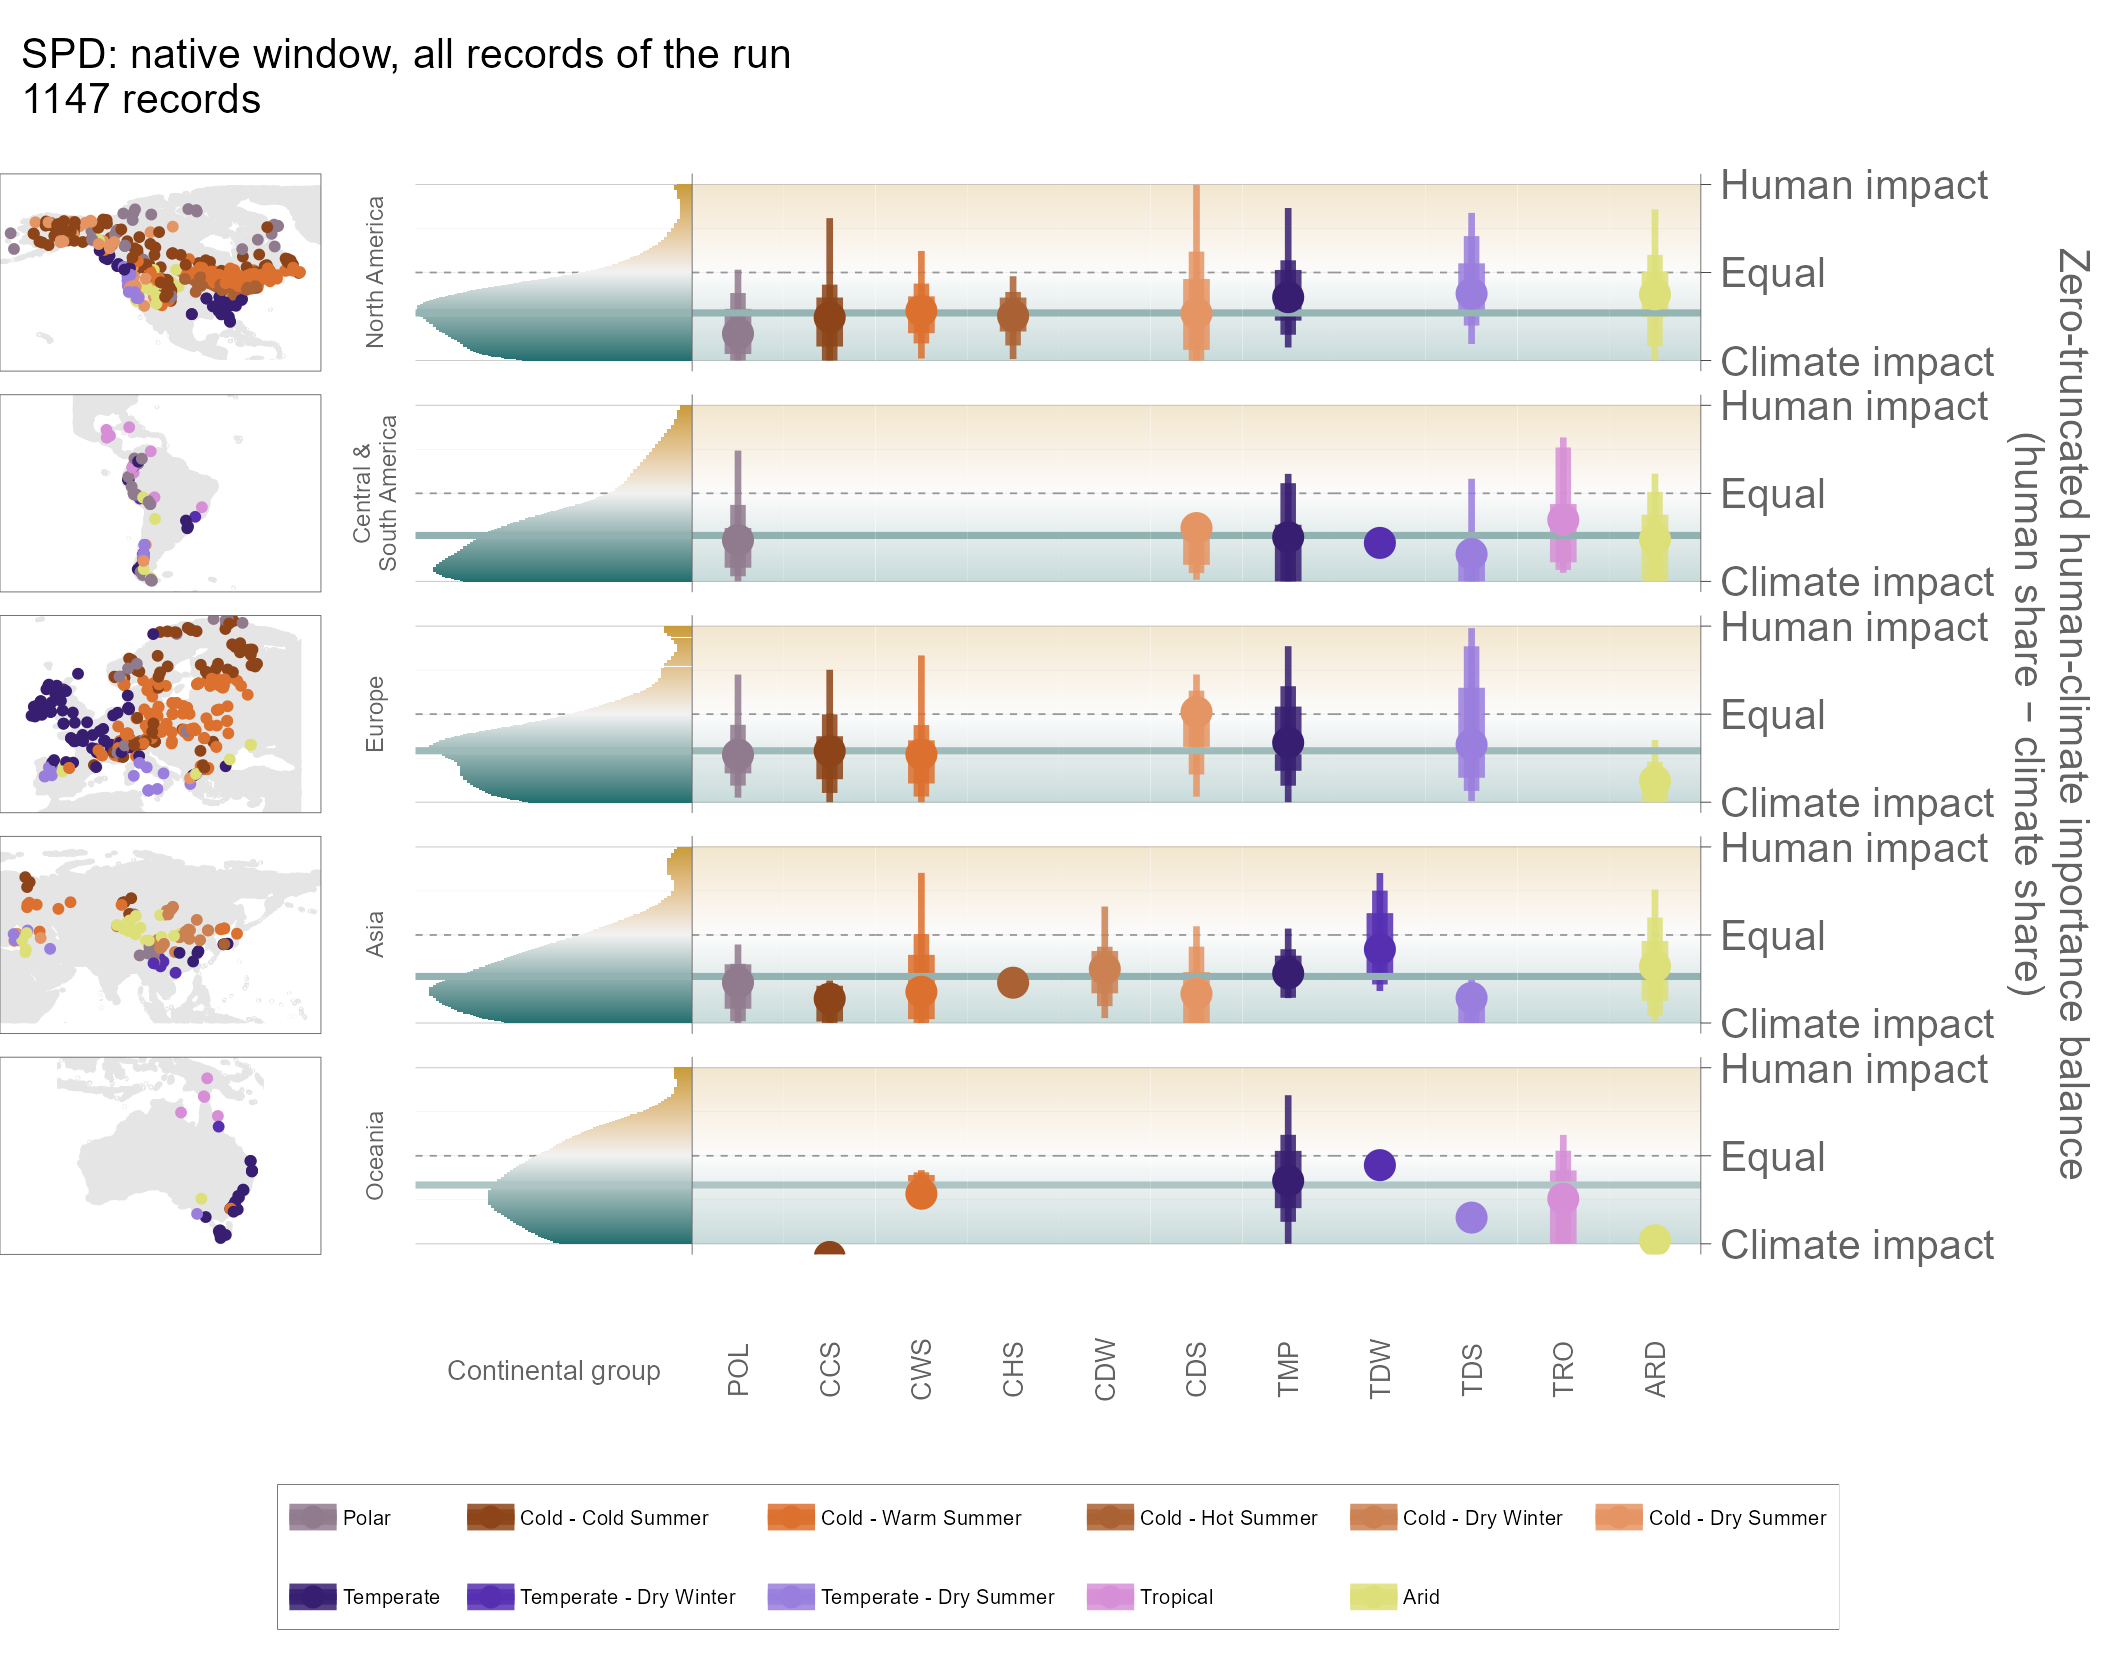 SPD: native window, all records of the run
1147 records
North America
Human impact
Equal
Climate impact
Central &
South America
Human impact
Equal
Climate impact
Europe
Human impact
Equal
Climate impact
Asia
Human impact
Equal
Climate impact
Oceania
Human impact
Equal
Climate impact
Zero-truncated human-climate importance balance
(human share – climate share)
Continental group
POL
CCS
CWS
CHS
CDW
CDS
TMP
TDW
TDS
TRO
ARD
Polar
Cold - Cold Summer
Cold - Warm Summer
Cold - Hot Summer
Cold - Dry Winter
Cold - Dry Summer
Temperate
Temperate - Dry Winter
Temperate - Dry Summer
Tropical
Arid